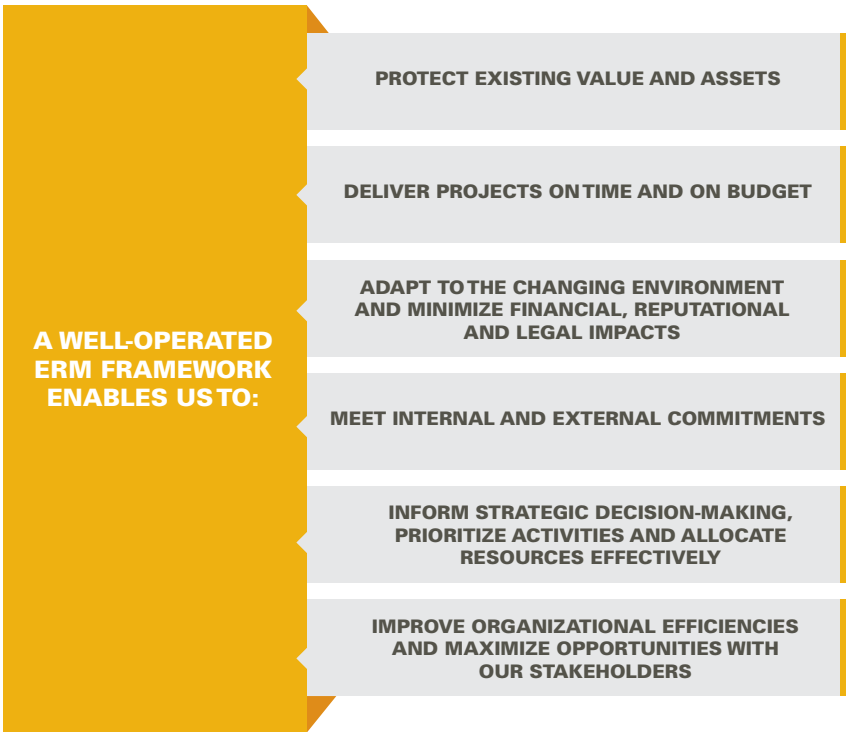 A WELL-OPERATED
ERM FRAMEWORK
ENABLES US TO:
PROTECT EXISTING VALUE AND ASSETS
DELIVER PROJECTS ON TIME AND ON BUDGET
ADAPT TO THE CHANGING ENVIRONMENT
AND MINIMIZE FINANCIAL, REPUTATIONAL
AND LEGAL IMPACTS
MEET INTERNAL AND EXTERNAL COMMITMENTS
INFORM STRATEGIC DECISION-MAKING,
PRIORITIZE ACTIVITIES AND ALLOCATE
RESOURCES EFFECTIVELY
IMPROVE ORGANIZATIONAL EFFICIENCIES
AND MAXIMIZE OPPORTUNITIES WITH
OUR STAKEHOLDERS